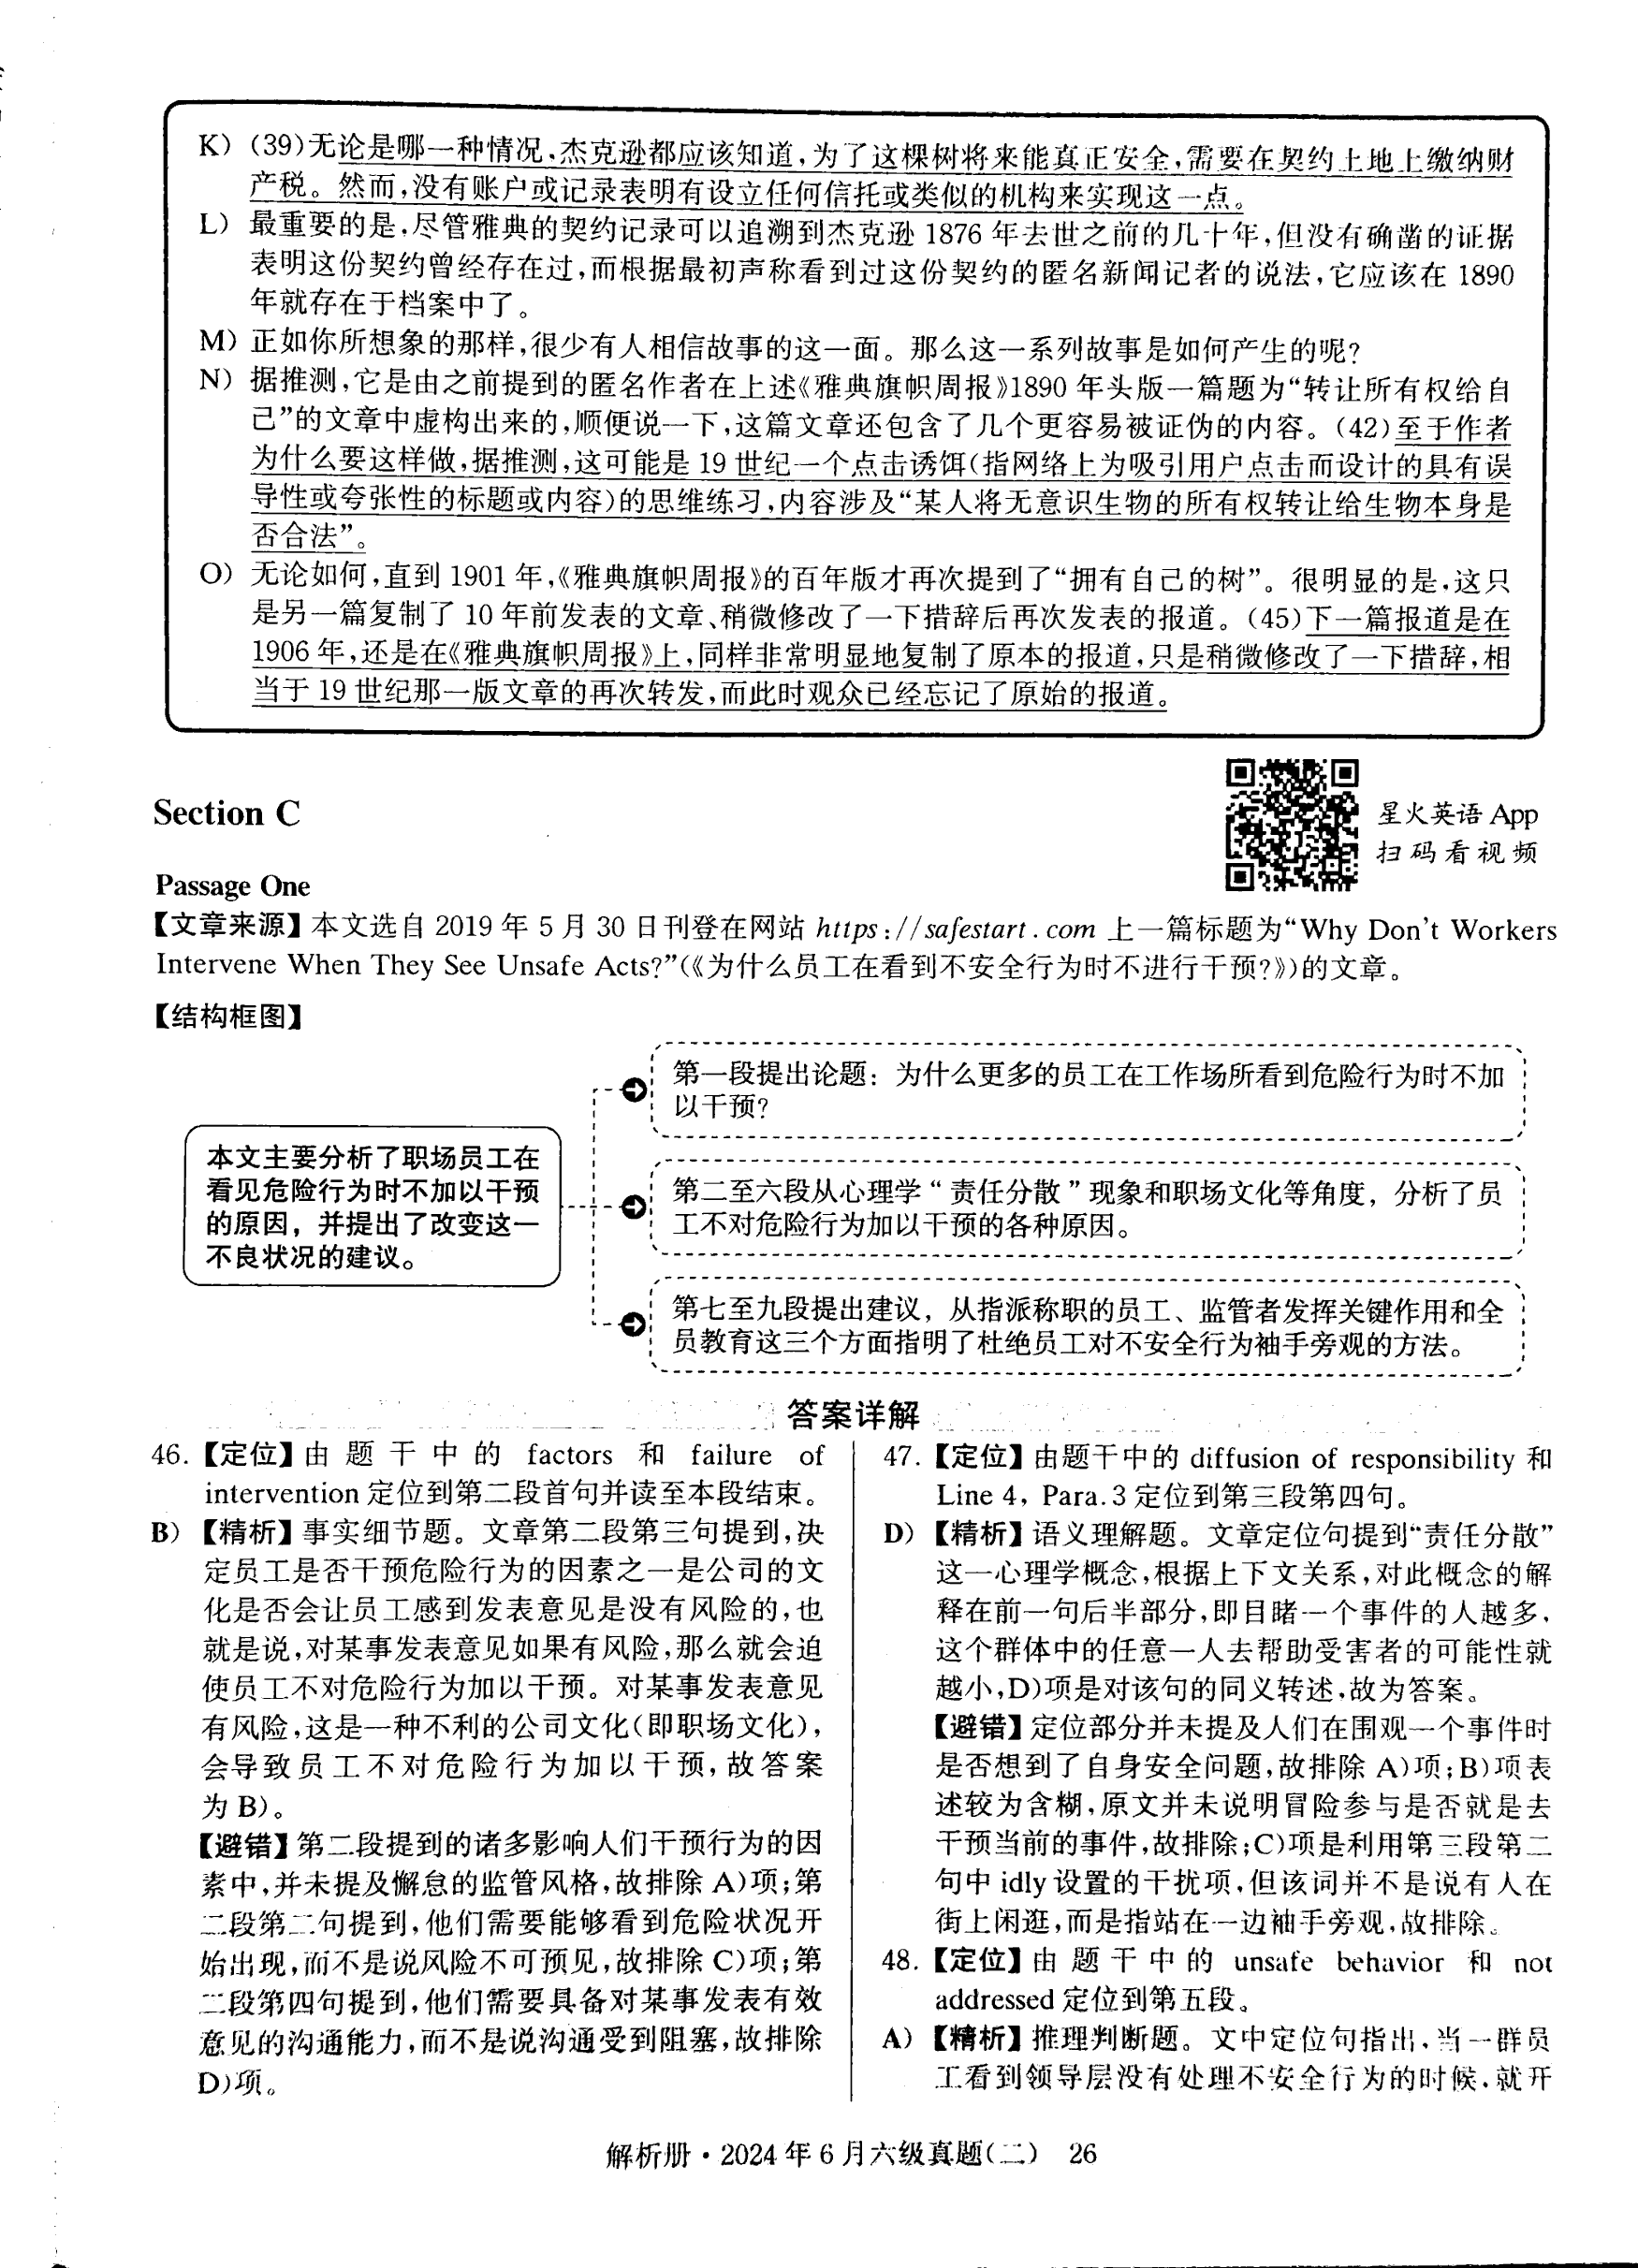 K) (39)无论是哪一种情况,杰克逊都应该知道,为了这棵树将来能真正安全,需要在契约土地上缴纳财
产税。然而,没有账户或记录表明有设立任何信托或类似的机构来实现这一点。
L) 最重要的是,尽管雅典的契约记录可以追溯到杰克逊 1876 年去世之前的几十年,但没有确凿的证据
表明这份契约曾经存在过,而根据最初声称看到过这份契约的匿名新闻记者的说法,它应该在 1890
年就存在于档案中了。
M) 正如你所想象的那样,很少有人相信故事的这一面。那么这一系列故事是如何产生的呢?
N) 据推测,它是由之前提到的匿名作者在上述《雅典旗帜周报》1890 年头版一篇题为“转让所有权给自
己”的文章中虚构出来的,顺便说一下,这篇文章还包含了几个更容易被证伪的内容。(42)至于作者
为什么要这样做,据推测,这可能是 19 世纪一个点击诱饵(指网络上为吸引用户点击而设计的具有误
导性或夸张性的标题或内容)的思维练习,内容涉及“某人将无意识生物的所有权转让给生物本身是
否合法”。
O) 无论如何,直到 1901 年,《雅典旗帜周报》的百年版才再次提到了“拥有自己的树”。很明显的是,这只
是另一篇复制了 10 年前发表的文章、稍微修改了一下措辞后再次发表的报道。(45)下一篇报道是在
1906 年,还是在《雅典旗帜周报》上,同样非常明显地复制了原本的报道,只是稍微修改了一下措辞,相
当于 19 世纪那一版文章的再次转发,而此时观众已经忘记了原始的报道。
Section C
星火英语 App
扫码看视频
Passage One
【文章来源】本文选自 2019 年 5 月 30 日刊登在网站 https://safestart.com 上一篇标题为“Why Don't Workers
Intervene When They See Unsafe Acts?”(《为什么员工在看到不安全行为时不进行干预?》)的文章。
【结构框图】
本文主要分析了职场员工在
看见危险行为时不加以干预
的原因，并提出了改变这一
不良状况的建议。
第一段提出论题：为什么更多的员工在工作场所看到危险行为时不加
以干预?
第二至六段从心理学“责任分散”现象和职场文化等角度，分析了员
工不对危险行为加以干预的各种原因。
第七至九段提出建议，从指派称职的员工、监管者发挥关键作用和全
员教育这三个方面指明了杜绝员工对不安全行为袖手旁观的方法。
答案详解
46.【定位】由题干中的 factors 和 failure of
intervention 定位到第二段首句并读至本段结束。
B) 【精析】事实细节题。文章第二段第三句提到,决
定员工是否干预危险行为的因素之一是公司的文
化是否会让员工感到发表意见是没有风险的,也
就是说,对某事发表意见如果有风险,那么就会迫
使员工不对危险行为加以干预。对某事发表意见
有风险,这是一种不利的公司文化(即职场文化),
会导致员工不对危险行为加以干预,故答案
为 B)。
【避错】第二段提到的诸多影响人们干预行为的因
素中,并未提及懈怠的监管风格,故排除 A)项;第
二段第二句提到,他们需要能够看到危险状况开
始出现,而不是说风险不可预见,故排除 C)项;第
二段第四句提到,他们需要具备对某事发表有效
意见的沟通能力,而不是说沟通受到阻塞,故排除
D)项。
47.【定位】由题干中的 diffusion of responsibility 和
Line 4, Para.3 定位到第三段第四句。
D) 【精析】语义理解题。文章定位句提到“责任分散”
这一心理学概念,根据上下文关系,对此概念的解
释在前一句后半部分,即目睹一个事件的人越多,
这个群体中的任意一人去帮助受害者的可能性就
越小,D)项是对该句的同义转述,故为答案。
【避错】定位部分并未提及人们在围观一个事件时
是否想到了自身安全问题,故排除 A)项;B)项表
述较为含糊,原文并未说明冒险参与是否就是去
干预当前的事件,故排除;C)项是利用第三段第二
句中 idly 设置的干扰项,但该词并不是说有人在
街上闲逛,而是指站在一边袖手旁观,故排除。
48.【定位】由题干中的 unsafe behavior 和 not
addressed 定位到第五段。
A) 【精析】推理判断题。文中定位句指出,当一群员
工看到领导层没有处理不安全行为的时候,就开
解析册·2024 年 6 月六级真题(二) 26